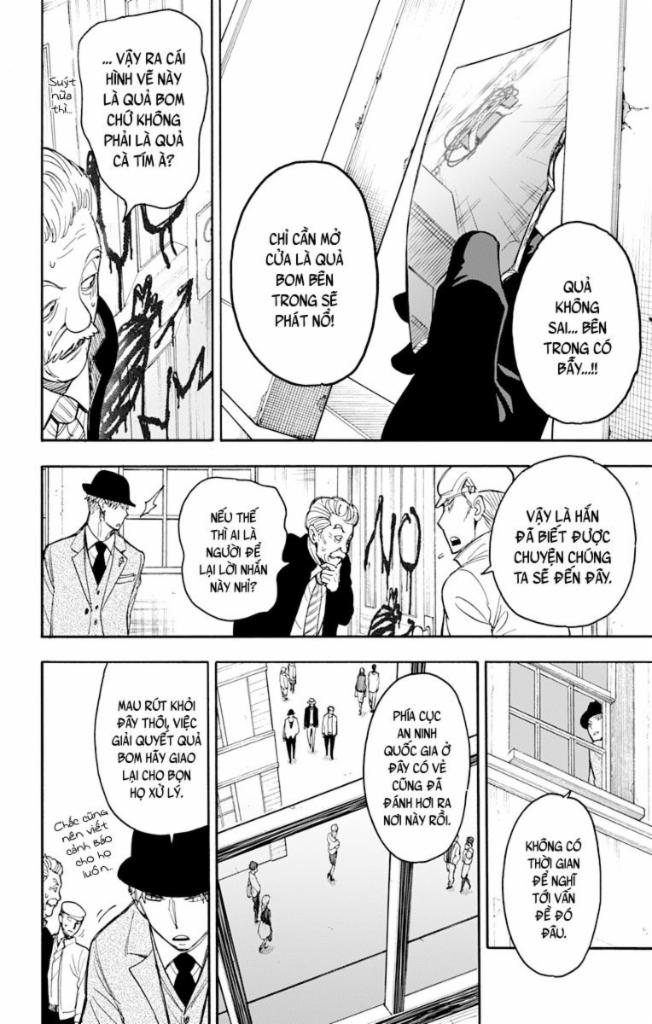 QUẢ
KHÔNG
SAI... BÊN
TRONG CÓ
BẪY...!!
CHỈ CẦN MỞ
CỬA LÀ QUẢ
BOM BÊN
TRONG SẼ
PHÁT NỔ!
... VẬY RA CÁI
HÌNH VẼ NÀY
LÀ QUẢ BOM
CHỨ KHÔNG
PHẢI LÀ QUẢ
CÀ TÍM À?
Suýt
nữa
thì...
VẬY LÀ HẮN
ĐÃ BIẾT ĐƯỢC
CHUYỆN CHÚNG
TA SẼ ĐẾN ĐÂY.
NO
NẾU THẾ
THÌ AI LÀ
NGƯỜI ĐỂ
LẠI LỜI NHẮN
NÀY NHỈ?
KHÔNG CÓ
THỜI GIAN
ĐỂ NGHĨ
TỚI VẤN
ĐỀ ĐÓ
ĐÂU.
PHÍA CỤC
AN NINH
QUỐC GIA Ở
ĐÂY CÓ VẺ
CŨNG ĐÃ
ĐÁNH HƠI RA
NƠI NÀY RỒI.
MAU RÚT KHỎI
ĐÂY THÔI, VIỆC
GIẢI QUYẾT QUẢ
BOM HÃY GIAO
LẠI CHO BỌN
HỌ XỬ LÝ.
Chắc cũng
nên viết
cảnh báo
cho họ
luôn...